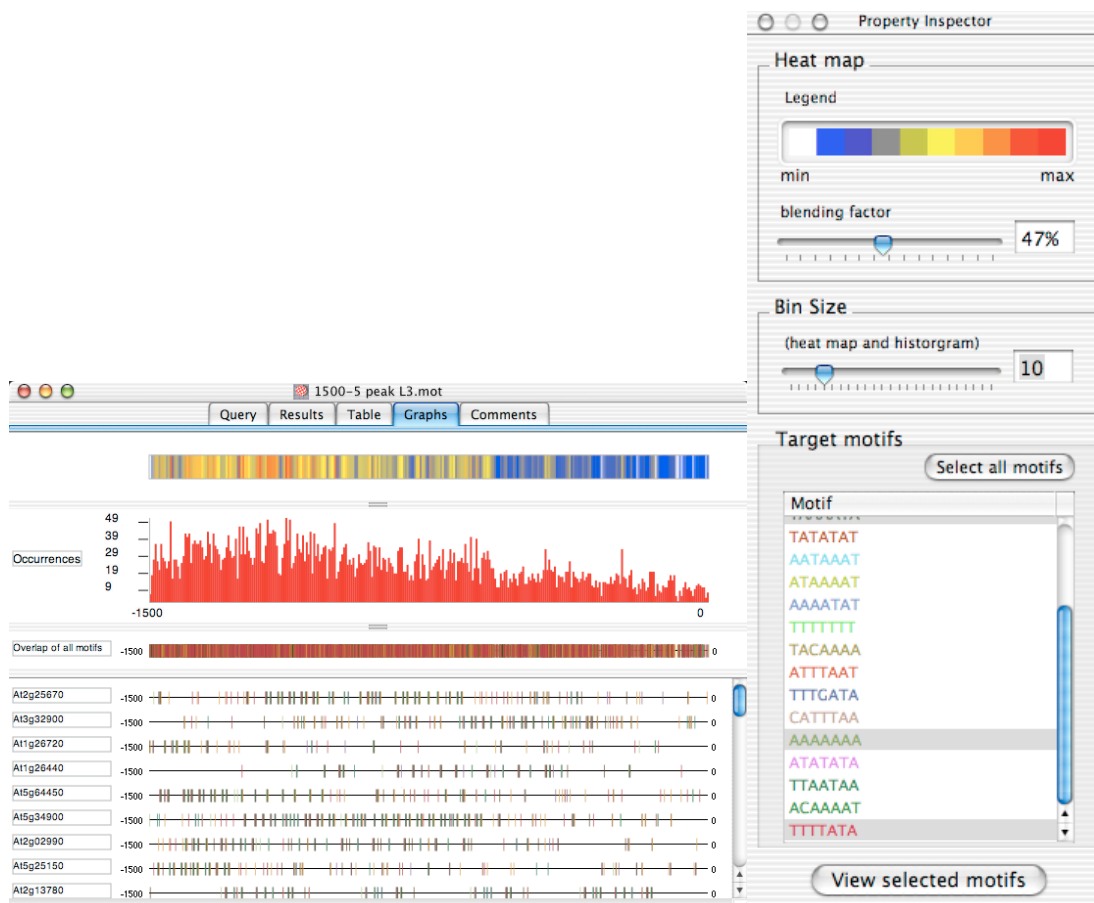 Property Inspector
Heat map
Legend
min max
blending factor
47%
Bin Size
(heat map and historgram)
10
Target motifs
Select all motifs
Motif
TATATAT
AATAAAT
ATAAAAT
AAAATAT
TTTTTTT
TACAAAA
ATTTAAT
TTTGATA
CATTTAA
AAAAAAA
ATATATA
TTAATAA
ACAAAAT
TTTTATA
View selected motifs
1500-5 peak L3.mot
Query Results Table Graphs Comments
49
39
29
19
9
Occurrences
-1500 0
Overlap of all motifs -1500 0
At2g25670 -1500 0
At3g32900 -1500 0
At1g26720 -1500 0
At1g26440 -1500 0
At5g64450 -1500 0
At5g34900 -1500 0
At2g02990 -1500 0
At5g25150 -1500 0
At2g13780 -1500 0